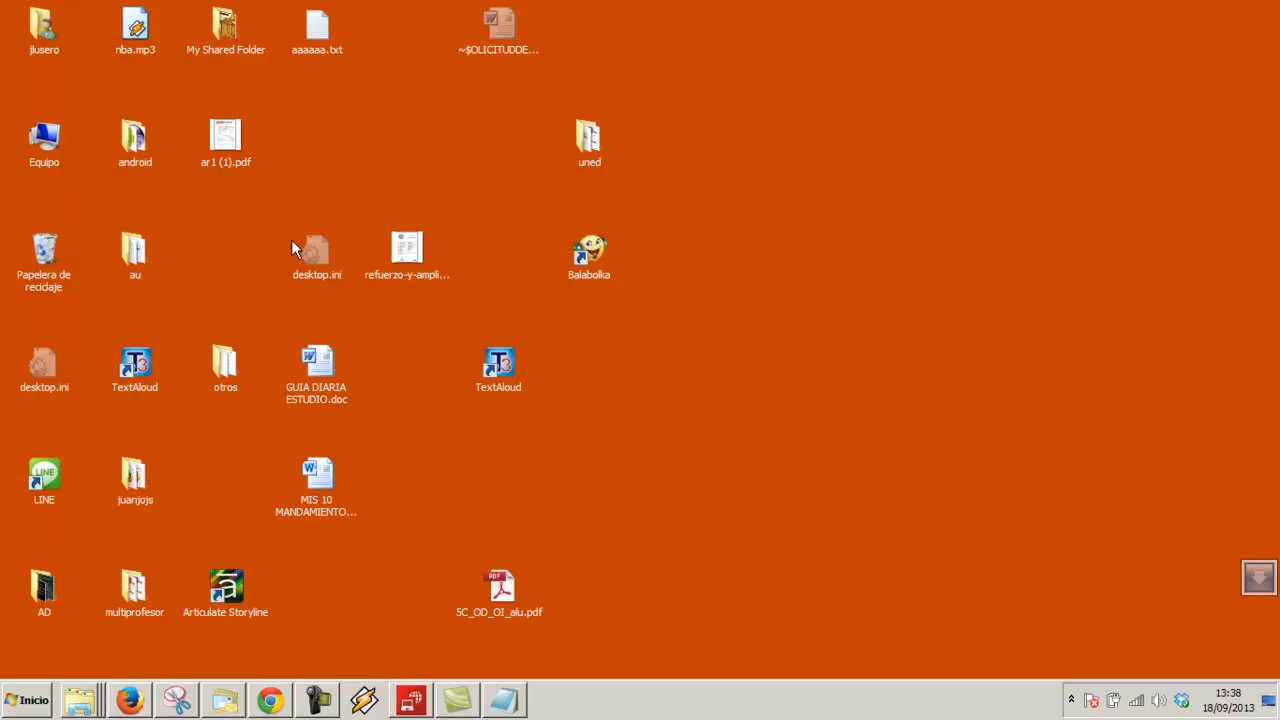 jlusero
nba.mp3
My Shared Folder
aaaaaa.txt
~$OLICITUDDE...
Equipo
android
ar1 (1).pdf
uned
Papelera de
reciclaje
au
desktop.ini
refuerzo-y-ampli...
Balabolka
desktop.ini
TextAloud
otros
GUIA DIARIA
ESTUDIO.doc
TextAloud
LINE
LINE
juanjojs
MIS 10
MANDAMIENTO...
AD
multiprofesor
Articulate Storyline
PDF
5C_OD_OI_alu.pdf
Inicio
13:38
18/09/2013